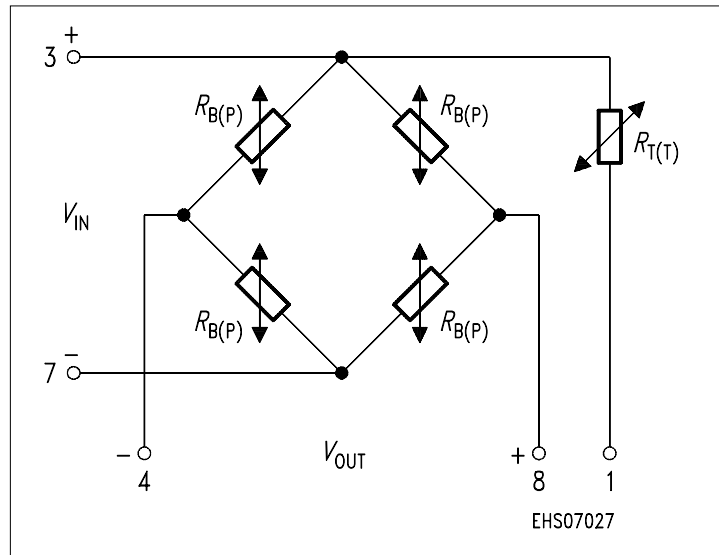 3 +
R_B(P) R_B(P)
R_T(T)
V_IN
R_B(P) R_B(P)
7 −
− 4
V_OUT
+ 8
1
EHS07027